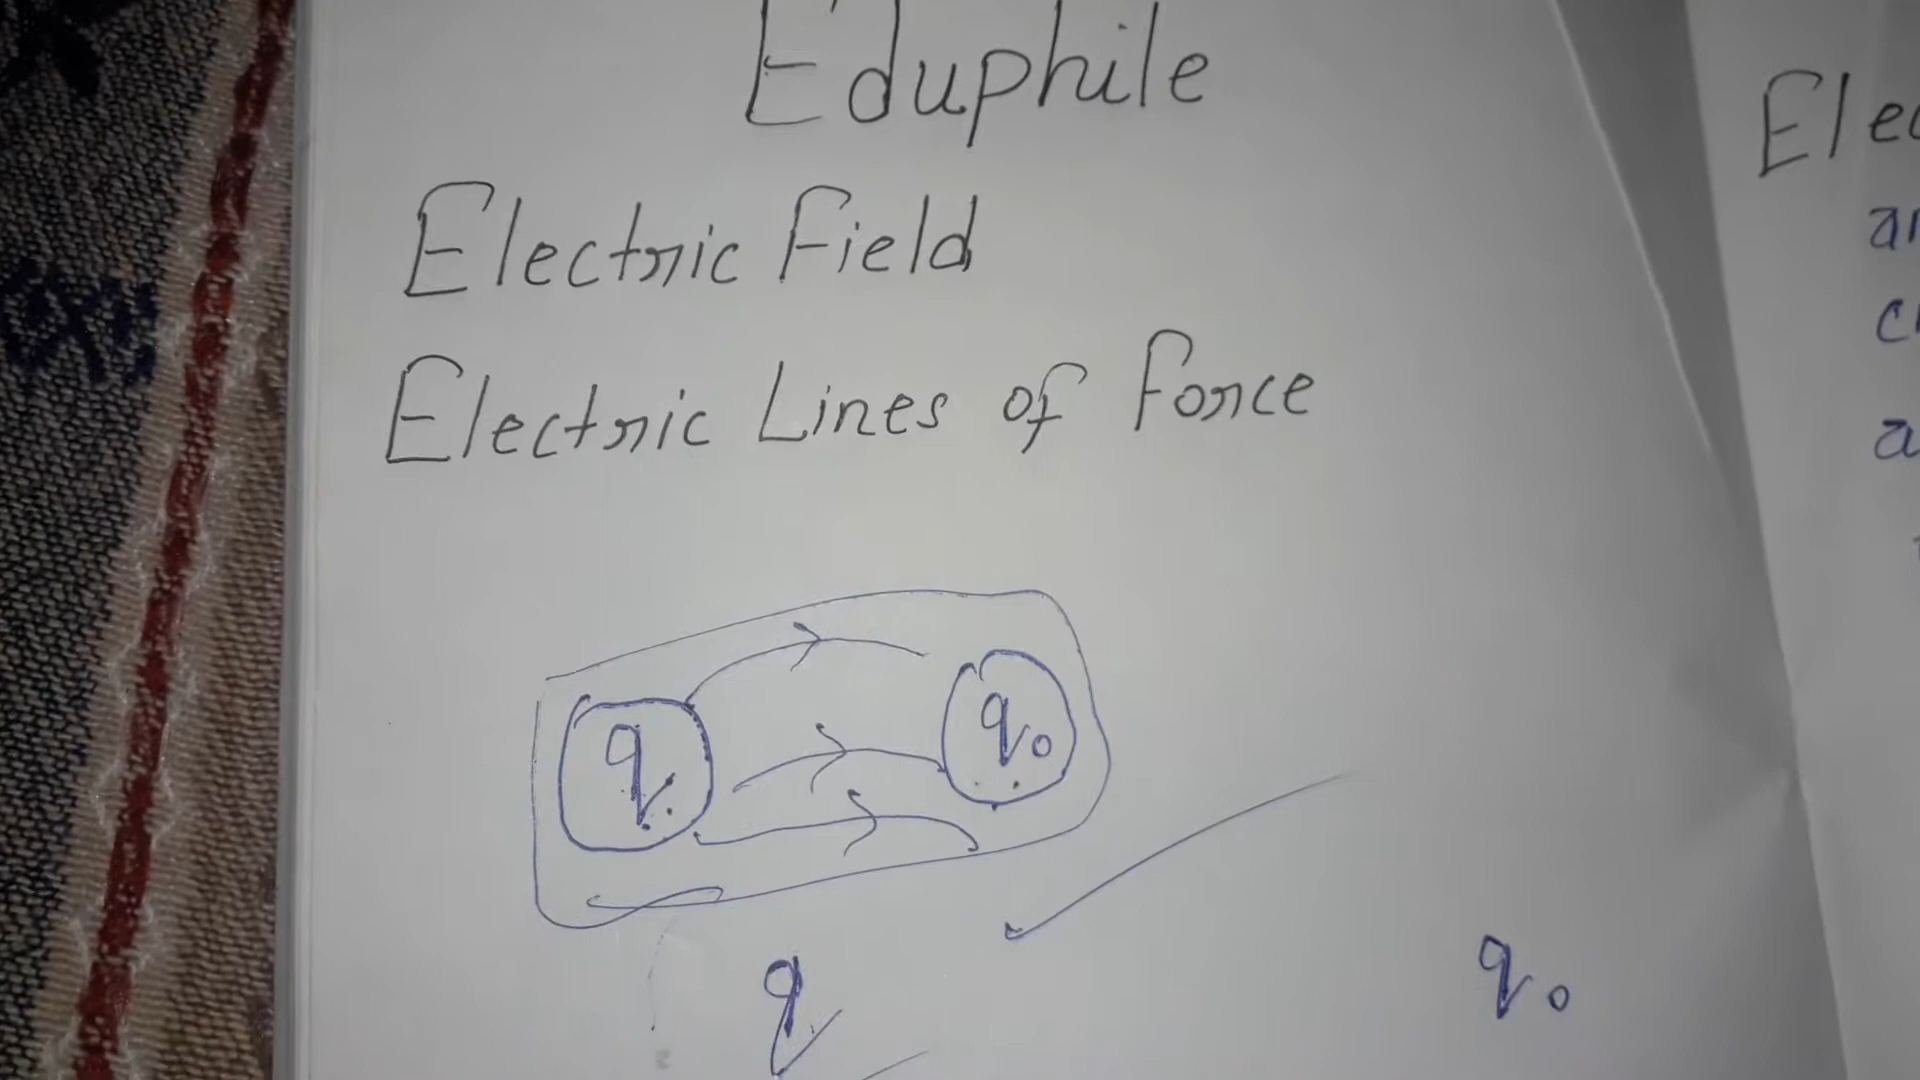 Eduphile
Electric Field
Electric Lines of Force
q
q₀
q
q₀